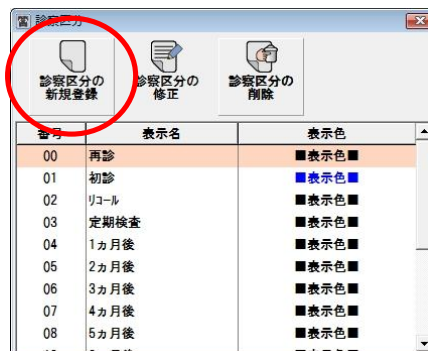 診察区分
診察区分の
新規登録
診察区分の
修正
診察区分の
削除
番号 表示名 表示色
00 再診 ■表示色■
01 初診 ■表示色■
02 ﾘｺｰﾙ ■表示色■
03 定期検査 ■表示色■
04 1ヵ月後 ■表示色■
05 2ヵ月後 ■表示色■
06 3ヵ月後 ■表示色■
07 4ヵ月後 ■表示色■
08 5ヵ月後 ■表示色■